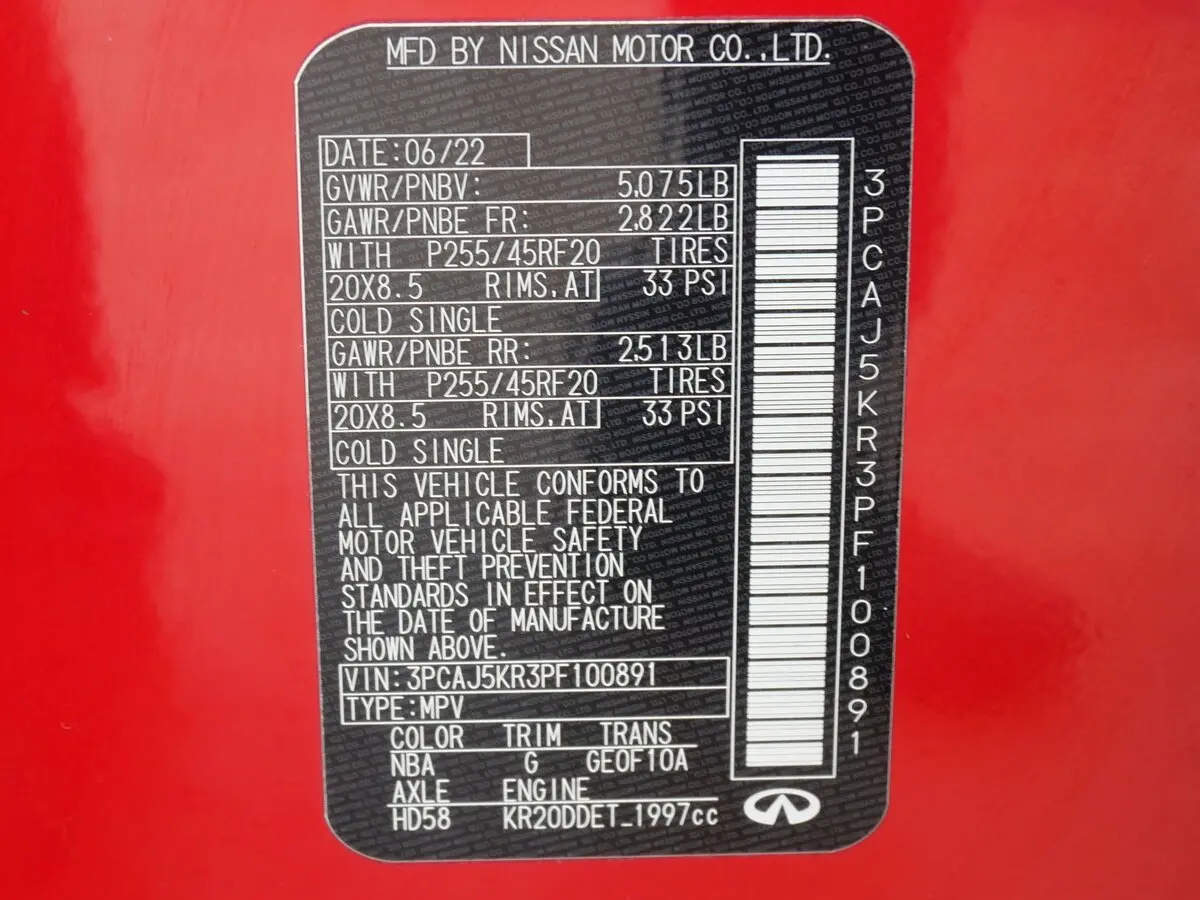 MFD BY NISSAN MOTOR CO.,LTD.
DATE:06/22
GVWR/PNBV: 5,075LB
GAWR/PNBE FR: 2,822LB
WITH P255/45RF20 TIRES
20X8.5 RIMS,AT 33 PSI
COLD SINGLE
GAWR/PNBE RR: 2,513LB
WITH P255/45RF20 TIRES
20X8.5 RIMS,AT 33 PSI
COLD SINGLE
THIS VEHICLE CONFORMS TO
ALL APPLICABLE FEDERAL
MOTOR VEHICLE SAFETY
AND THEFT PREVENTION
STANDARDS IN EFFECT ON
THE DATE OF MANUFACTURE
SHOWN ABOVE.
VIN:3PCAJ5KR3PF100891
TYPE:MPV
COLOR TRIM TRANS
NBA G GE0F10A
AXLE ENGINE
HD58 KR20DDET_1997cc
3PCAJ5KR3PF100891